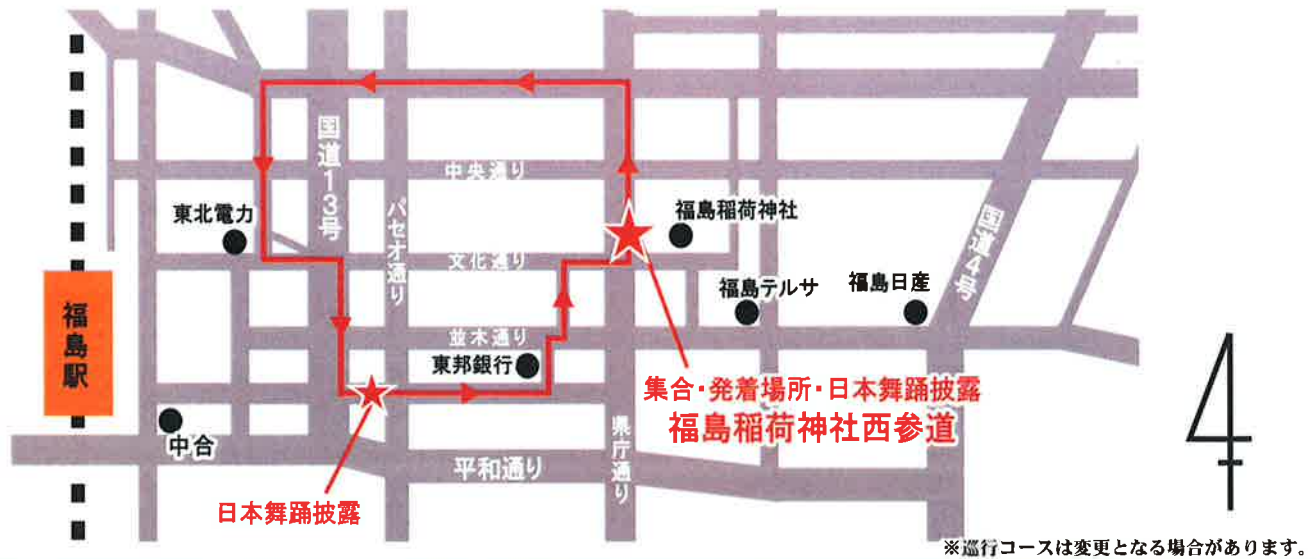 国道13号
中央通り
東北電力
パセオ通り
福島稲荷神社
文化通り
国道4号
福島テルサ
福島日産
福島駅
並木通り
東邦銀行
集合・発着場所・日本舞踊披露
福島稲荷神社西参道
中合
県庁通り
平和通り
日本舞踊披露
※巡行コースは変更となる場合があります。